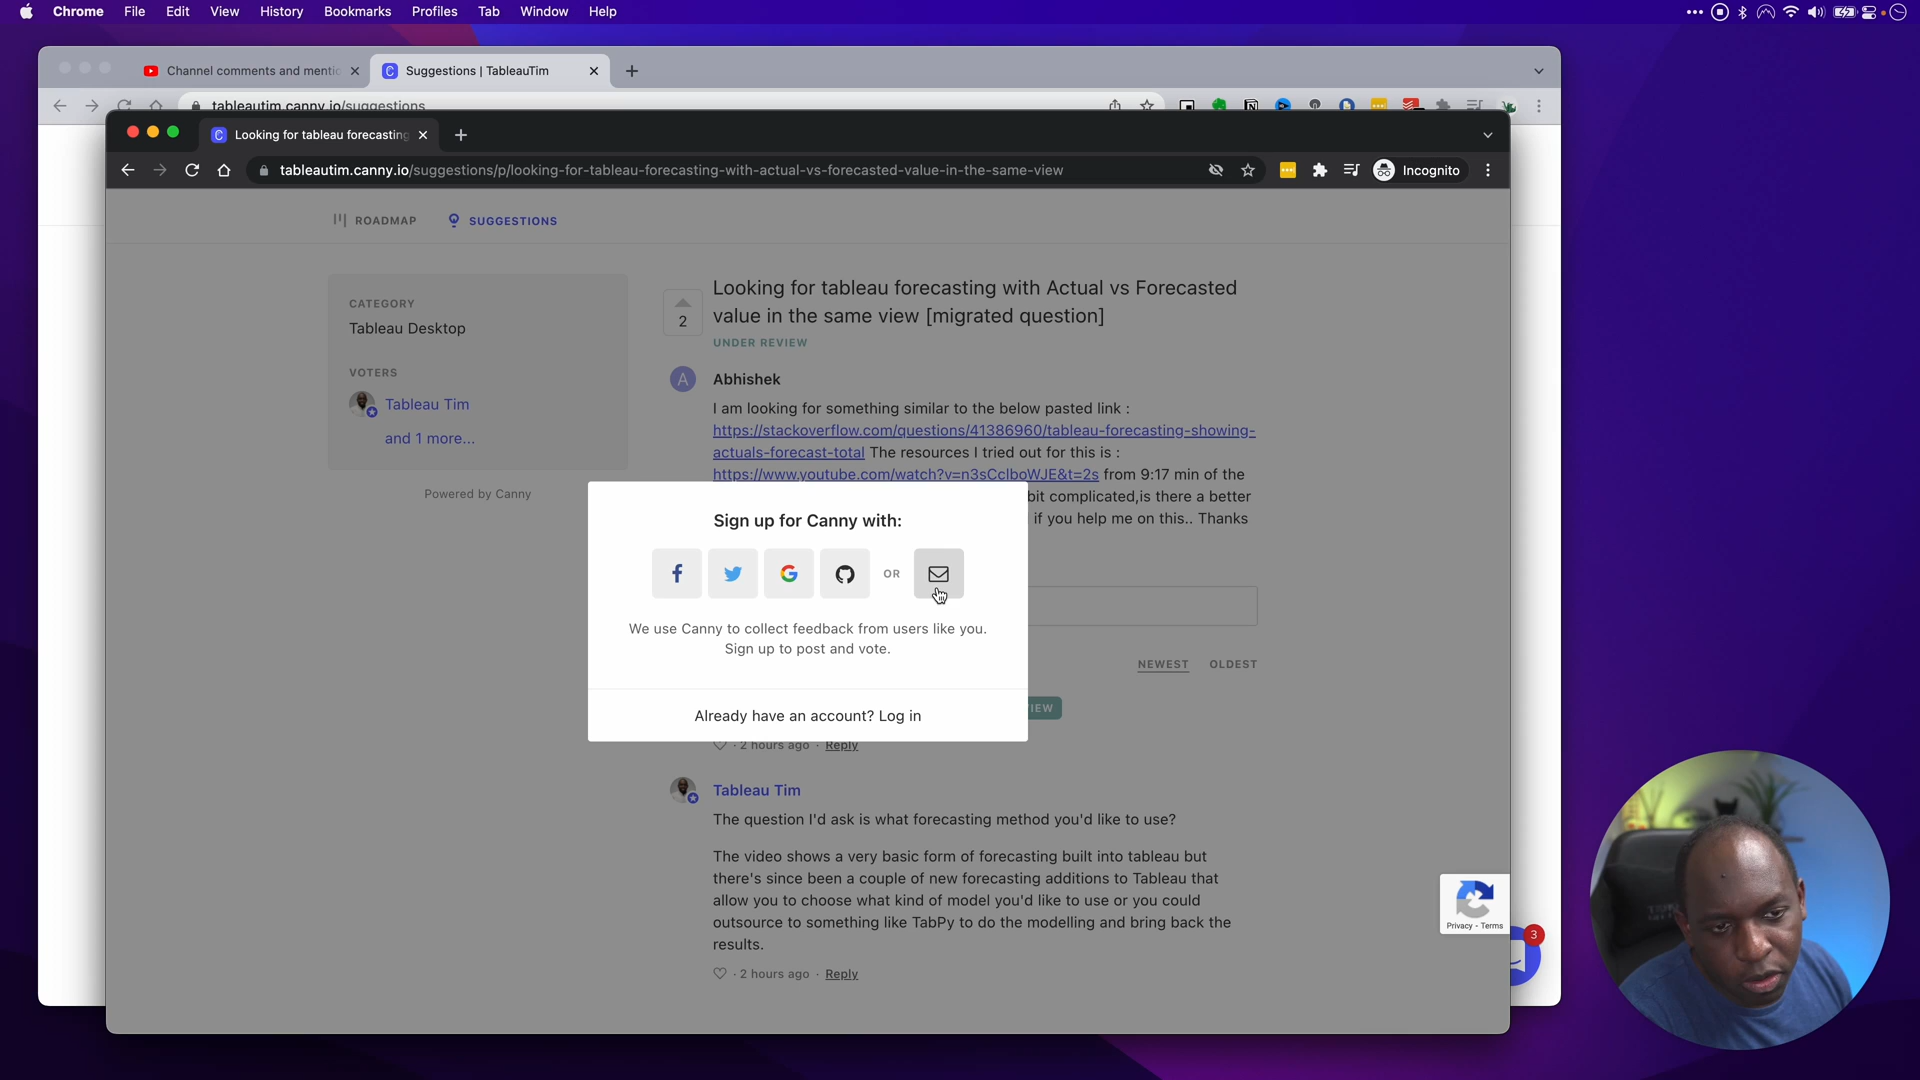 Chrome File Edit View History Bookmarks Profiles Tab Window Help
Channel comments and mentio
Suggestions | TableauTim
tableautim.canny.io/suggestions
Looking for tableau forecasting
tableautim.canny.io/suggestions/p/looking-for-tableau-forecasting-with-actual-vs-forecasted-value-in-the-same-view
Incognito
ROADMAP
SUGGESTIONS
CATEGORY
Tableau Desktop
VOTERS
Tableau Tim
and 1 more...
Powered by Canny
2
Looking for tableau forecasting with Actual vs Forecasted
value in the same view [migrated question]
UNDER REVIEW
A
Abhishek
I am looking for something similar to the below pasted link :
https://stackoverflow.com/questions/41386960/tableau-forecasting-showing-
actuals-forecast-total The resources I tried out for this is :
https://www.youtube.com/watch?v=n3sCclboWJE&t=2s from 9:17 min of the
bit complicated,is there a better
if you help me on this.. Thanks
Sign up for Canny with:
OR
We use Canny to collect feedback from users like you.
Sign up to post and vote.
Already have an account? Log in
NEWEST
OLDEST
IEW
2 hours ago · Reply
Tableau Tim
The question I'd ask is what forecasting method you'd like to use?
The video shows a very basic form of forecasting built into tableau but
there's since been a couple of new forecasting additions to Tableau that
allow you to choose what kind of model you'd like to use or you could
outsource to something like TabPy to do the modelling and bring back the
results.
· 2 hours ago · Reply
Privacy - Terms
3